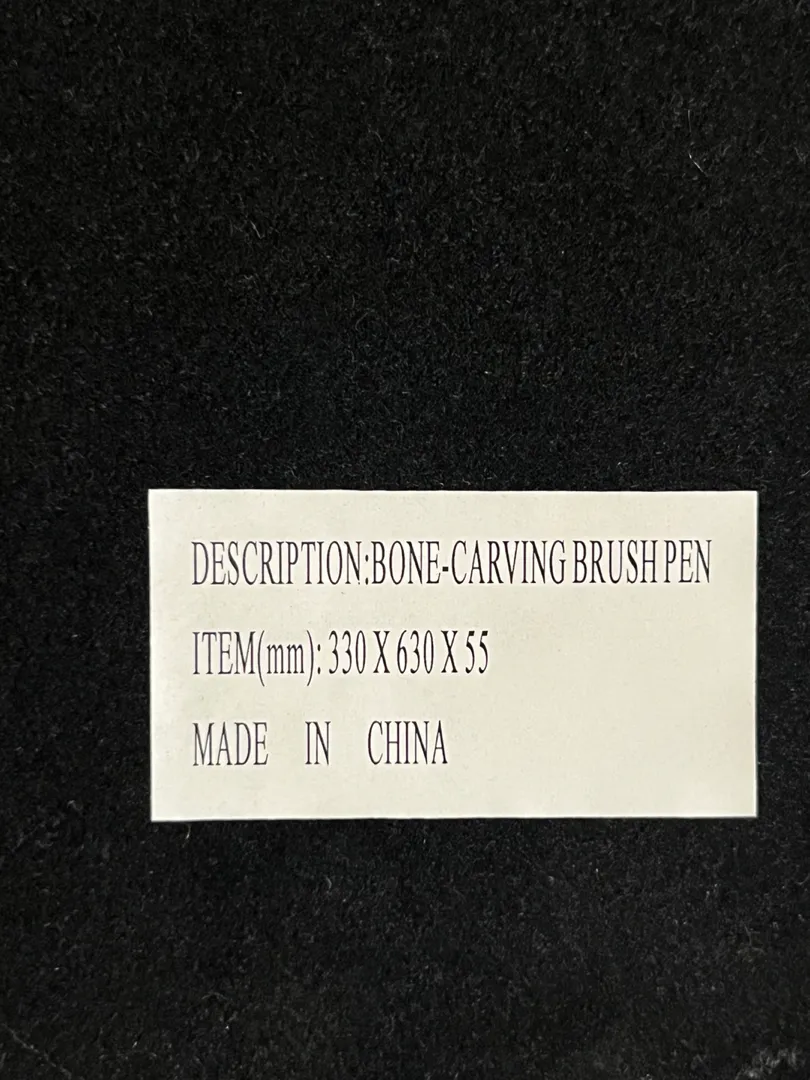 DESCRIPTION:BONE-CARVING BRUSH PEN
ITEM(mm): 330 X 630 X 55
MADE IN CHINA